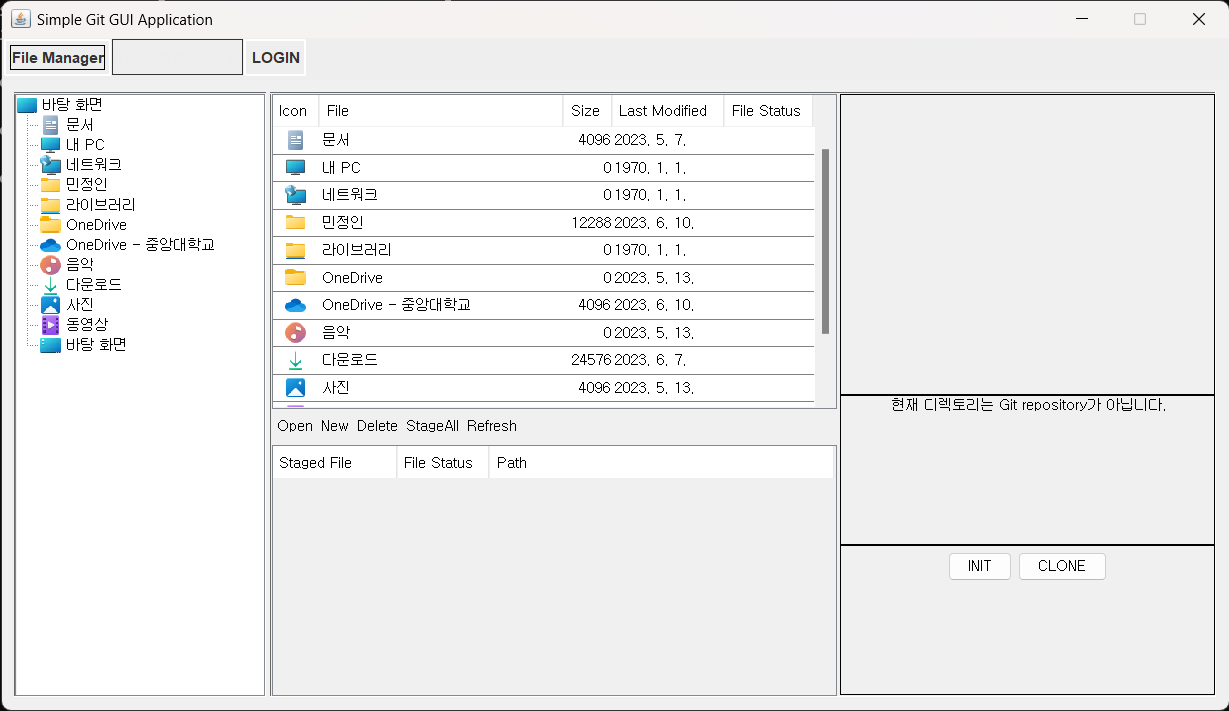 Simple Git GUI Application
File Manager LOGIN
바탕 화면
문서
내 PC
네트워크
민정인
라이브러리
OneDrive
OneDrive - 중앙대학교
음악
다운로드
사진
동영상
바탕 화면
Icon File Size Last Modified File Status
문서 4096 2023. 5. 7.
내 PC 0 1970. 1. 1.
네트워크 0 1970. 1. 1.
민정인 12288 2023. 6. 10.
라이브러리 0 1970. 1. 1.
OneDrive 0 2023. 5. 13.
OneDrive - 중앙대학교 4096 2023. 6. 10.
음악 0 2023. 5. 13.
다운로드 24576 2023. 6. 7.
사진 4096 2023. 5. 13.
Open New Delete StageAll Refresh
Staged File File Status Path
현재 디렉토리는 Git repository가 아닙니다.
INIT CLONE